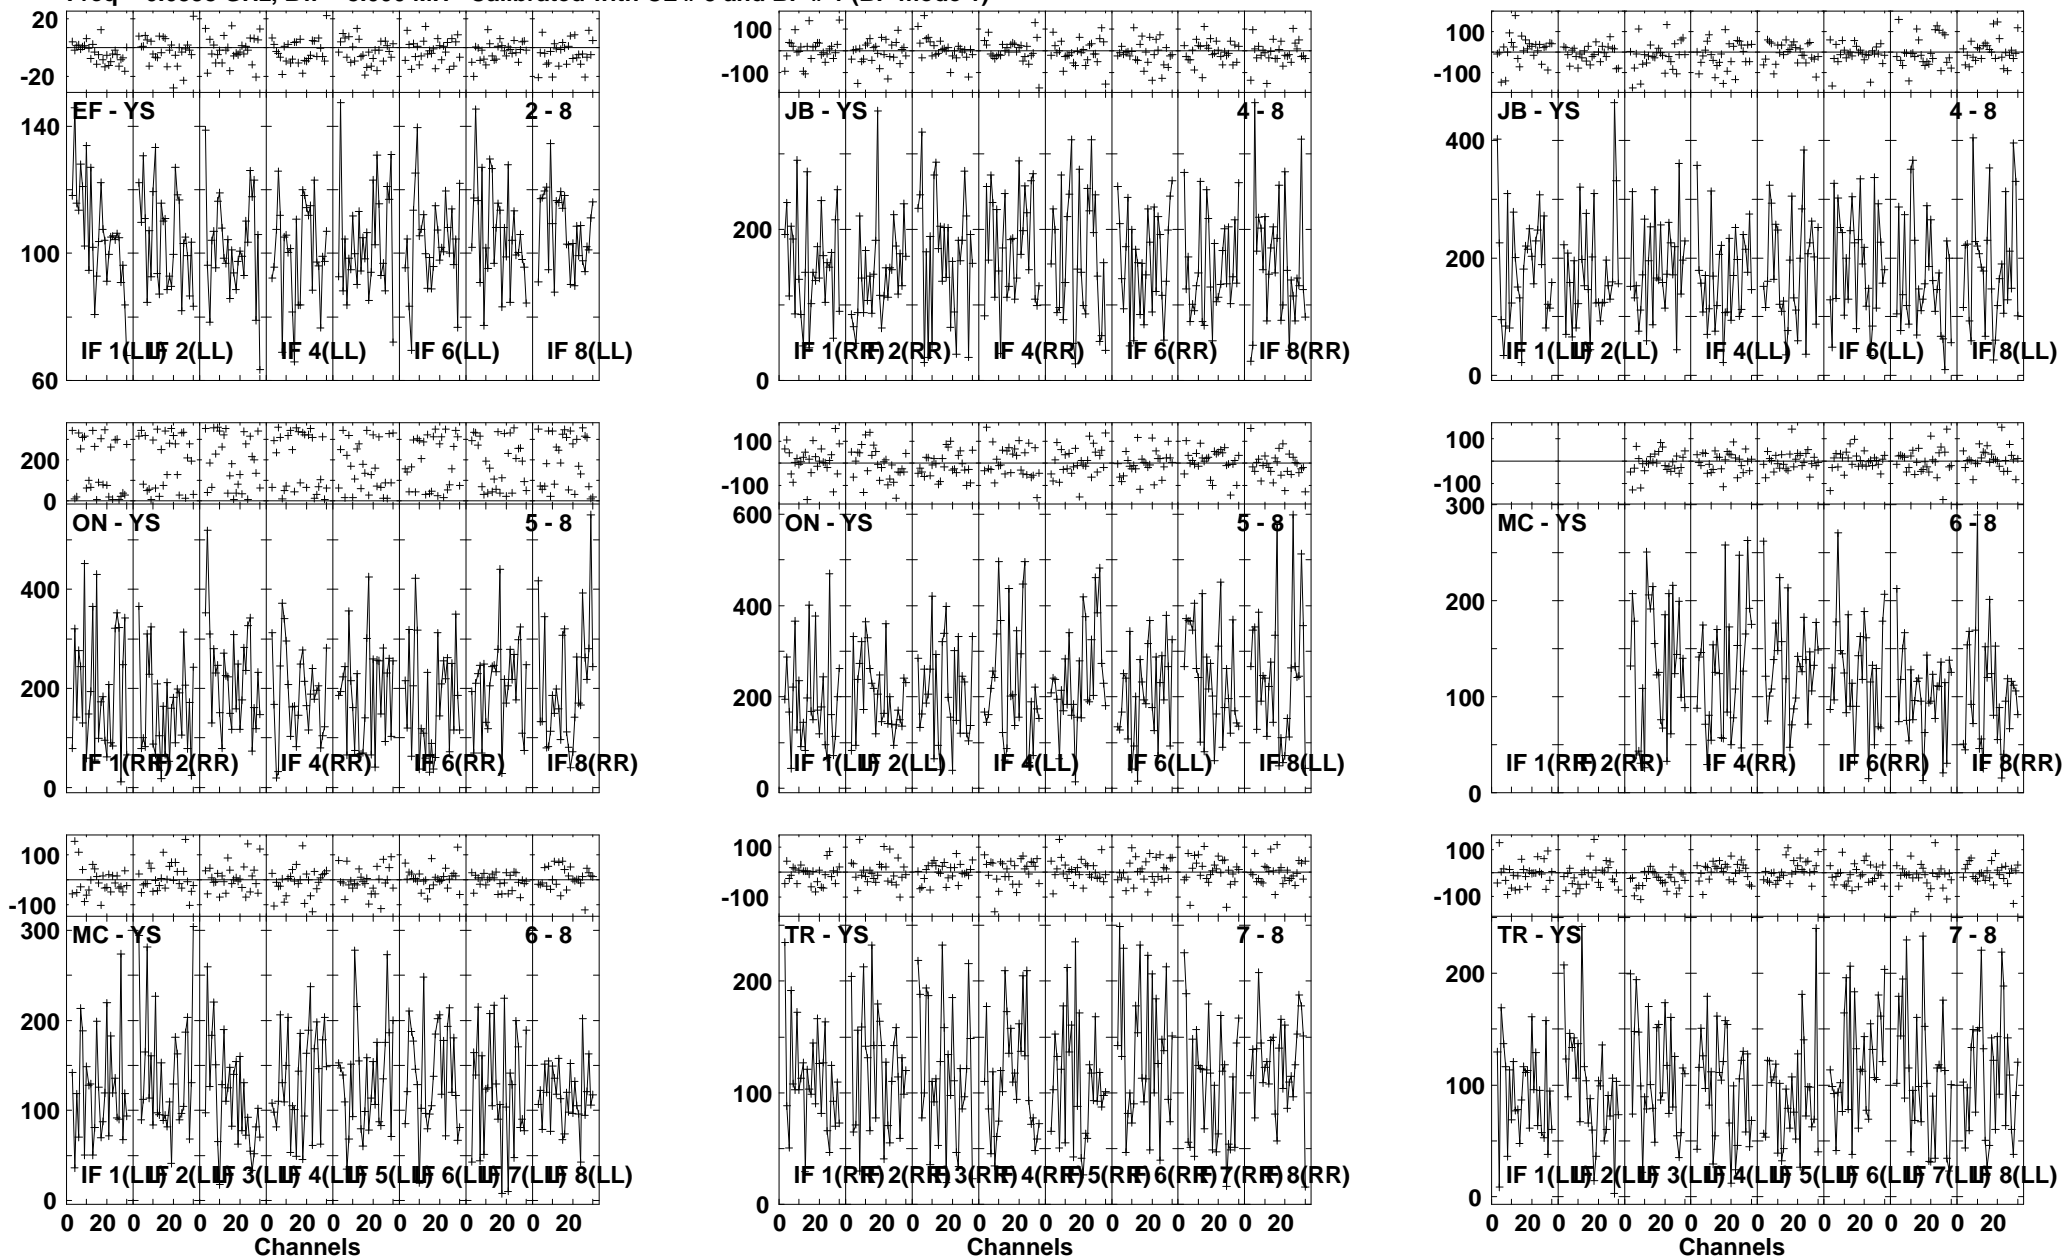 20
-20
EF - YS 2 - 8
140
100
60
IF 1(LL) IF 2(LL) IF 4(LL) IF 6(LL) IF 8(LL)
100
-100
JB - YS 4 - 8
200
0
IF 1(RR) IF 2(RR) IF 4(RR) IF 6(RR) IF 8(RR)
100
-100
JB - YS 4 - 8
400
200
0
IF 1(LL) IF 2(LL) IF 4(LL) IF 6(LL) IF 8(LL)
200
0
ON - YS 5 - 8
400
200
0
IF 1(RR) IF 2(RR) IF 4(RR) IF 6(RR) IF 8(RR)
100
-100
600
ON - YS 5 - 8
400
200
0
IF 1(LL) IF 2(LL) IF 4(LL) IF 6(LL) IF 8(LL)
100
-100
300
MC - YS 6 - 8
200
100
0
IF 1(RR) IF 2(RR) IF 4(RR) IF 6(RR) IF 8(RR)
100
-100
300
MC - YS 6 - 8
200
100
0
IF 1(LL) IF 2(LL) IF 3(LL) IF 4(LL) IF 5(LL) IF 6(LL) IF 7(LL) IF 8(LL)
0 20 0 20 0 20 0 20 0 20 0 20 0 20 0 20
Channels
100
-100
TR - YS 7 - 8
200
100
0
IF 1(RR) IF 2(RR) IF 3(RR) IF 4(RR) IF 5(RR) IF 6(RR) IF 7(RR) IF 8(RR)
0 20 0 20 0 20 0 20 0 20 0 20 0 20 0 20
100
-100
TR - YS 7 - 8
200
100
0
IF 1(LL) IF 2(LL) IF 3(LL) IF 4(LL) IF 5(LL) IF 6(LL) IF 7(LL) IF 8(LL)
0 20 0 20 0 20 0 20 0 20 0 20 0 20 0 20
Channels